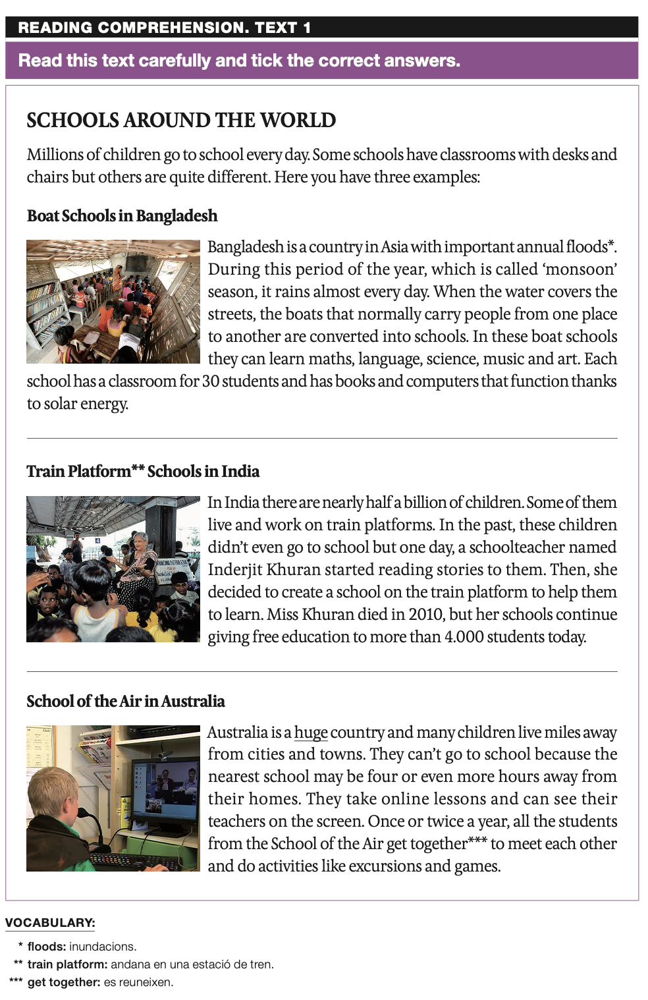 READING COMPREHENSION. TEXT 1
Read this text carefully and tick the correct answers.
SCHOOLS AROUND THE WORLD
Millions of children go to school every day. Some schools have classrooms with desks and
chairs but others are quite different. Here you have three examples:
Boat Schools in Bangladesh
Bangladesh is a country in Asia with important annual floods*.
During this period of the year, which is called ‘monsoon’
season, it rains almost every day. When the water covers the
streets, the boats that normally carry people from one place
to another are converted into schools. In these boat schools
they can learn maths, language, science, music and art. Each
school has a classroom for 30 students and has books and computers that function thanks
to solar energy.
Train Platform** Schools in India
In India there are nearly half a billion of children. Some of them
live and work on train platforms. In the past, these children
didn’t even go to school but one day, a schoolteacher named
Inderjit Khuran started reading stories to them. Then, she
decided to create a school on the train platform to help them
to learn. Miss Khuran died in 2010, but her schools continue
giving free education to more than 4.000 students today.
4
School of the Air in Australia
Australia is a huge country and many children live miles away
from cities and towns. They can’t go to school because the
nearest school may be four or even more hours away from
their homes. They take online lessons and can see their
teachers on the screen. Once or twice a year, all the students
from the School of the Air get together*** to meet each other
and do activities like excursions and games.
VOCABULARY:
* floods: inundacions.
** train platform: andana en una estació de tren.
*** get together: es reuneixen.